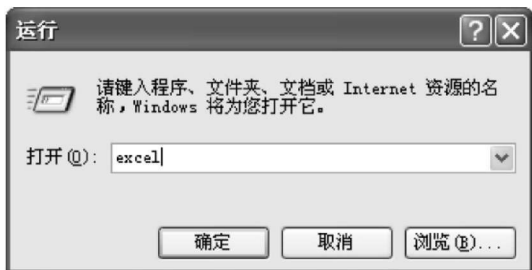 运行
请键入程序、文件夹、文档或 Internet 资源的名
称，Windows 将为您打开它。
打开(O): excel
确定 取消 浏览(B)...